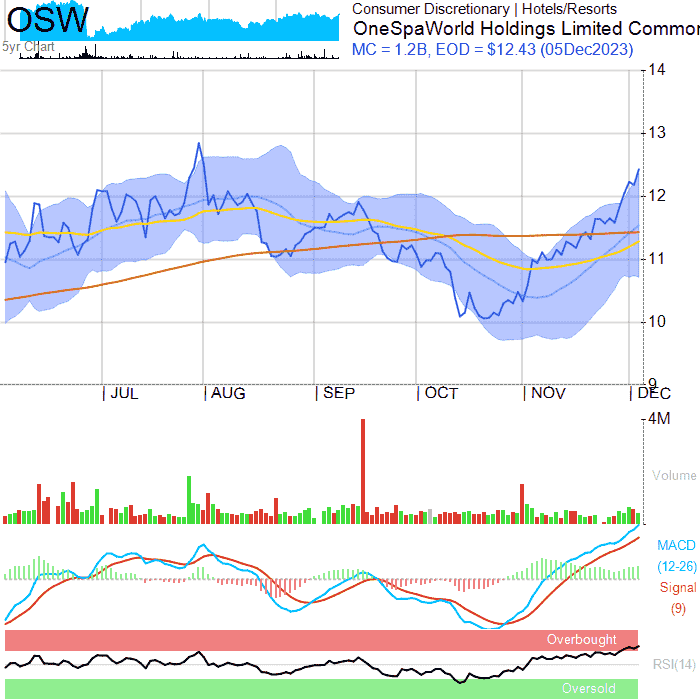 OSW
5yr Chart
Consumer Discretionary | Hotels/Resorts
OneSpaWorld Holdings Limited Common
MC = 1.2B, EOD = $12.43 (05Dec2023)
14
13
12
11
10
9
JUL AUG SEP OCT NOV DEC
4M
Volume
MACD
(12-26)
Signal
(9)
Overbought
RSI(14)
Oversold